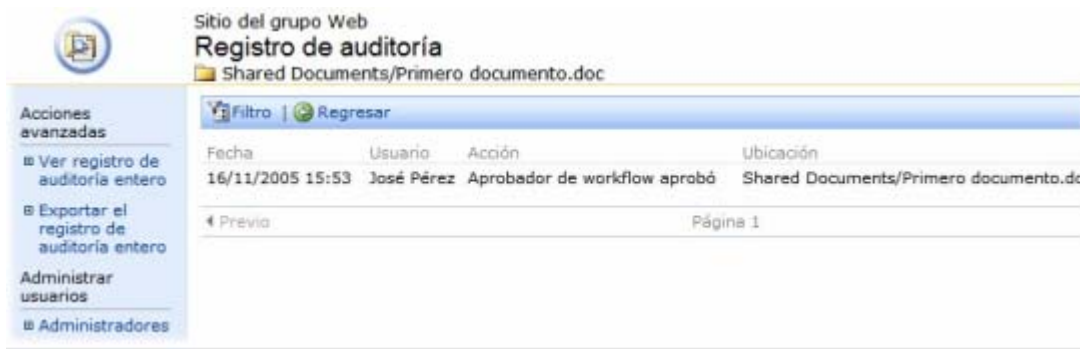 Sitio del grupo Web
Registro de auditoría
Shared Documents/Primero documento.doc
Acciones
avanzadas
Ver registro de
auditoría entero
Exportar el
registro de
auditoría entero
Administrar
usuarios
Administradores
Filtro | Regresar
Fecha Usuario Acción Ubicación
16/11/2005 15:53 José Pérez Aprobador de workflow aprobó Shared Documents/Primero documento.do
Previo Página 1